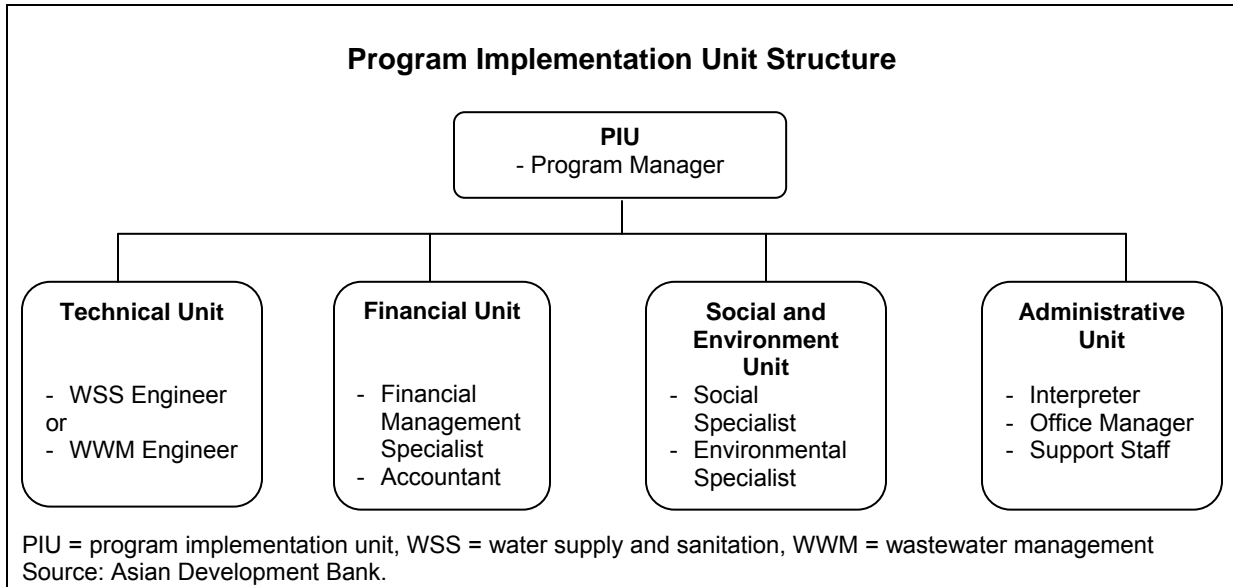 Program Implementation Unit Structure
PIU
- Program Manager
Technical Unit
- WSS Engineer
or
- WWM Engineer
Financial Unit
- Financial
Management
Specialist
- Accountant
Social and
Environment
Unit
- Social
Specialist
- Environmental
Specialist
Administrative
Unit
- Interpreter
- Office Manager
- Support Staff
PIU = program implementation unit, WSS = water supply and sanitation, WWM = wastewater management
Source: Asian Development Bank.